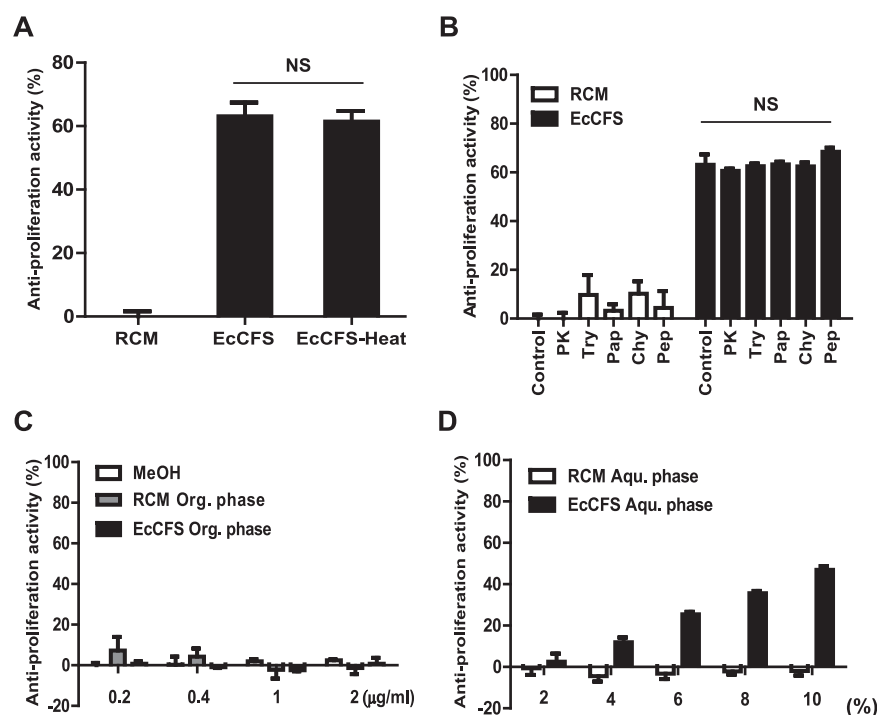 A
Anti-proliferation activity (%)
80
60
40
20
0
NS
RCM
EcCFS
EcCFS-Heat
B
Anti-proliferation activity (%)
100
80
60
40
20
0
RCM
EcCFS
NS
Control
PK
Try
Pap
Chy
Pep
Control
PK
Try
Pap
Chy
Pep
C
Anti-proliferation activity (%)
100
80
60
40
20
0
-20
MeOH
RCM Org. phase
EcCFS Org. phase
0.2
0.4
1
2 (μg/ml)
D
Anti-proliferation activity (%)
100
80
60
40
20
0
-20
RCM Aqu. phase
EcCFS Aqu. phase
2
4
6
8
10
(%)